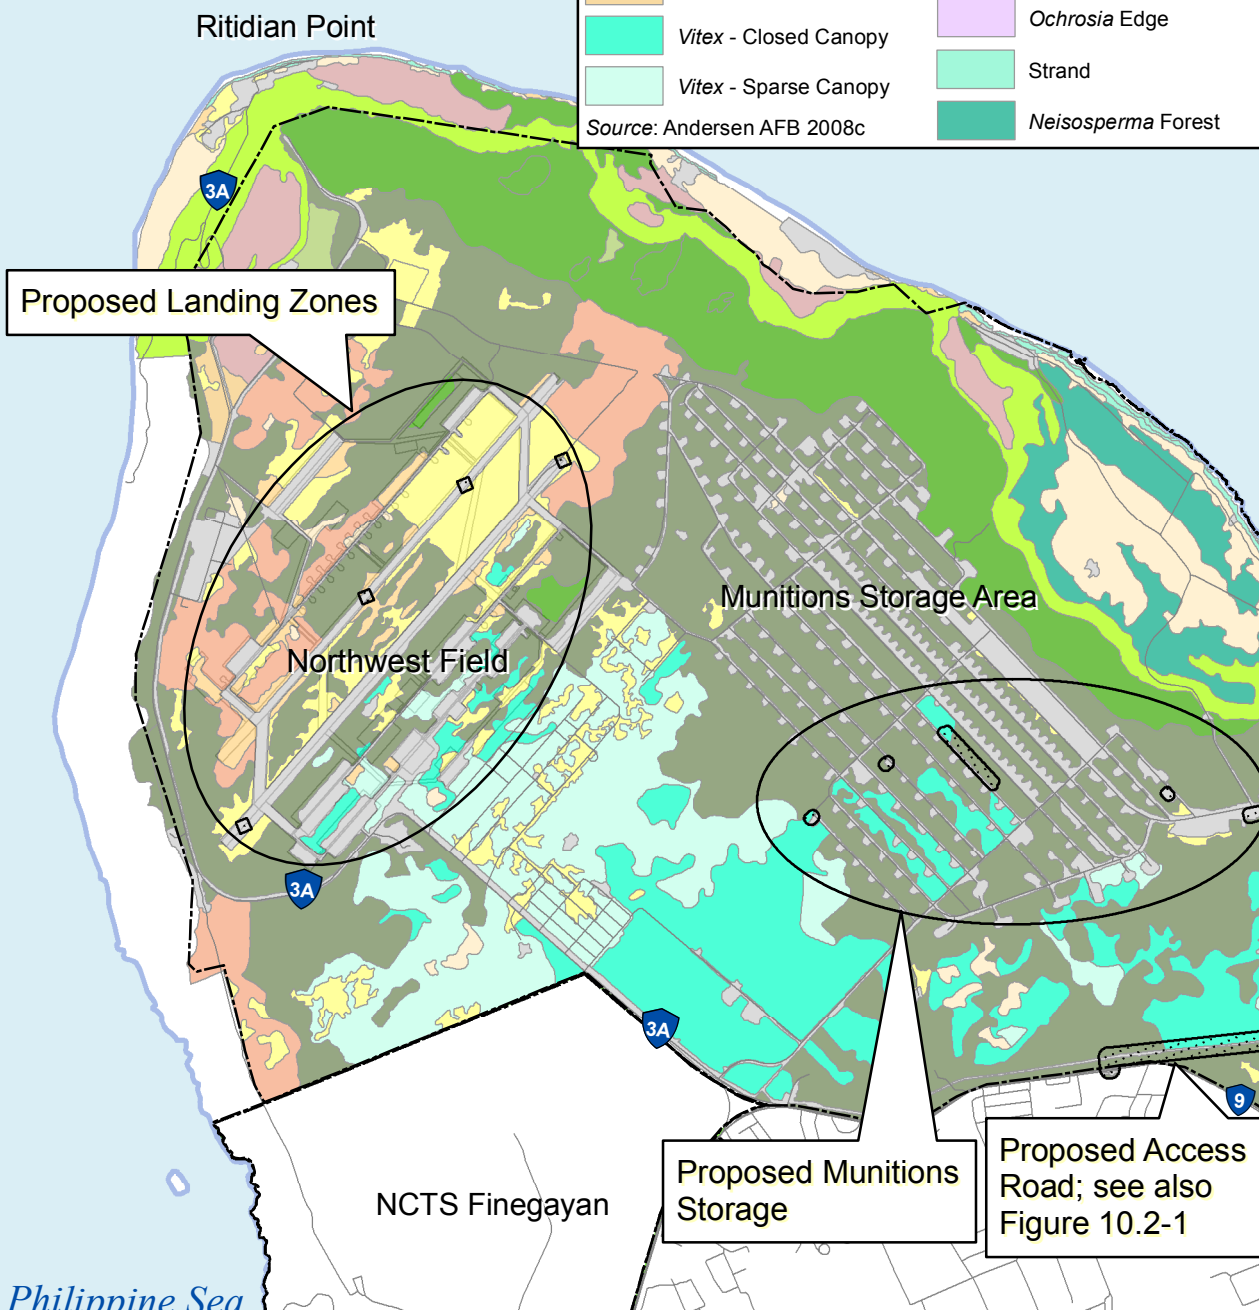 Ritidian Point
Ochrosia Edge
Vitex - Closed Canopy
Strand
Vitex - Sparse Canopy
Neisosperma Forest
Source: Andersen AFB 2008c
3A
Proposed Landing Zones
Munitions Storage Area
Northwest Field
3A
3A
9
Proposed Munitions
Storage
Proposed Access
Road; see also
Figure 10.2-1
NCTS Finegayan
Philippine Sea